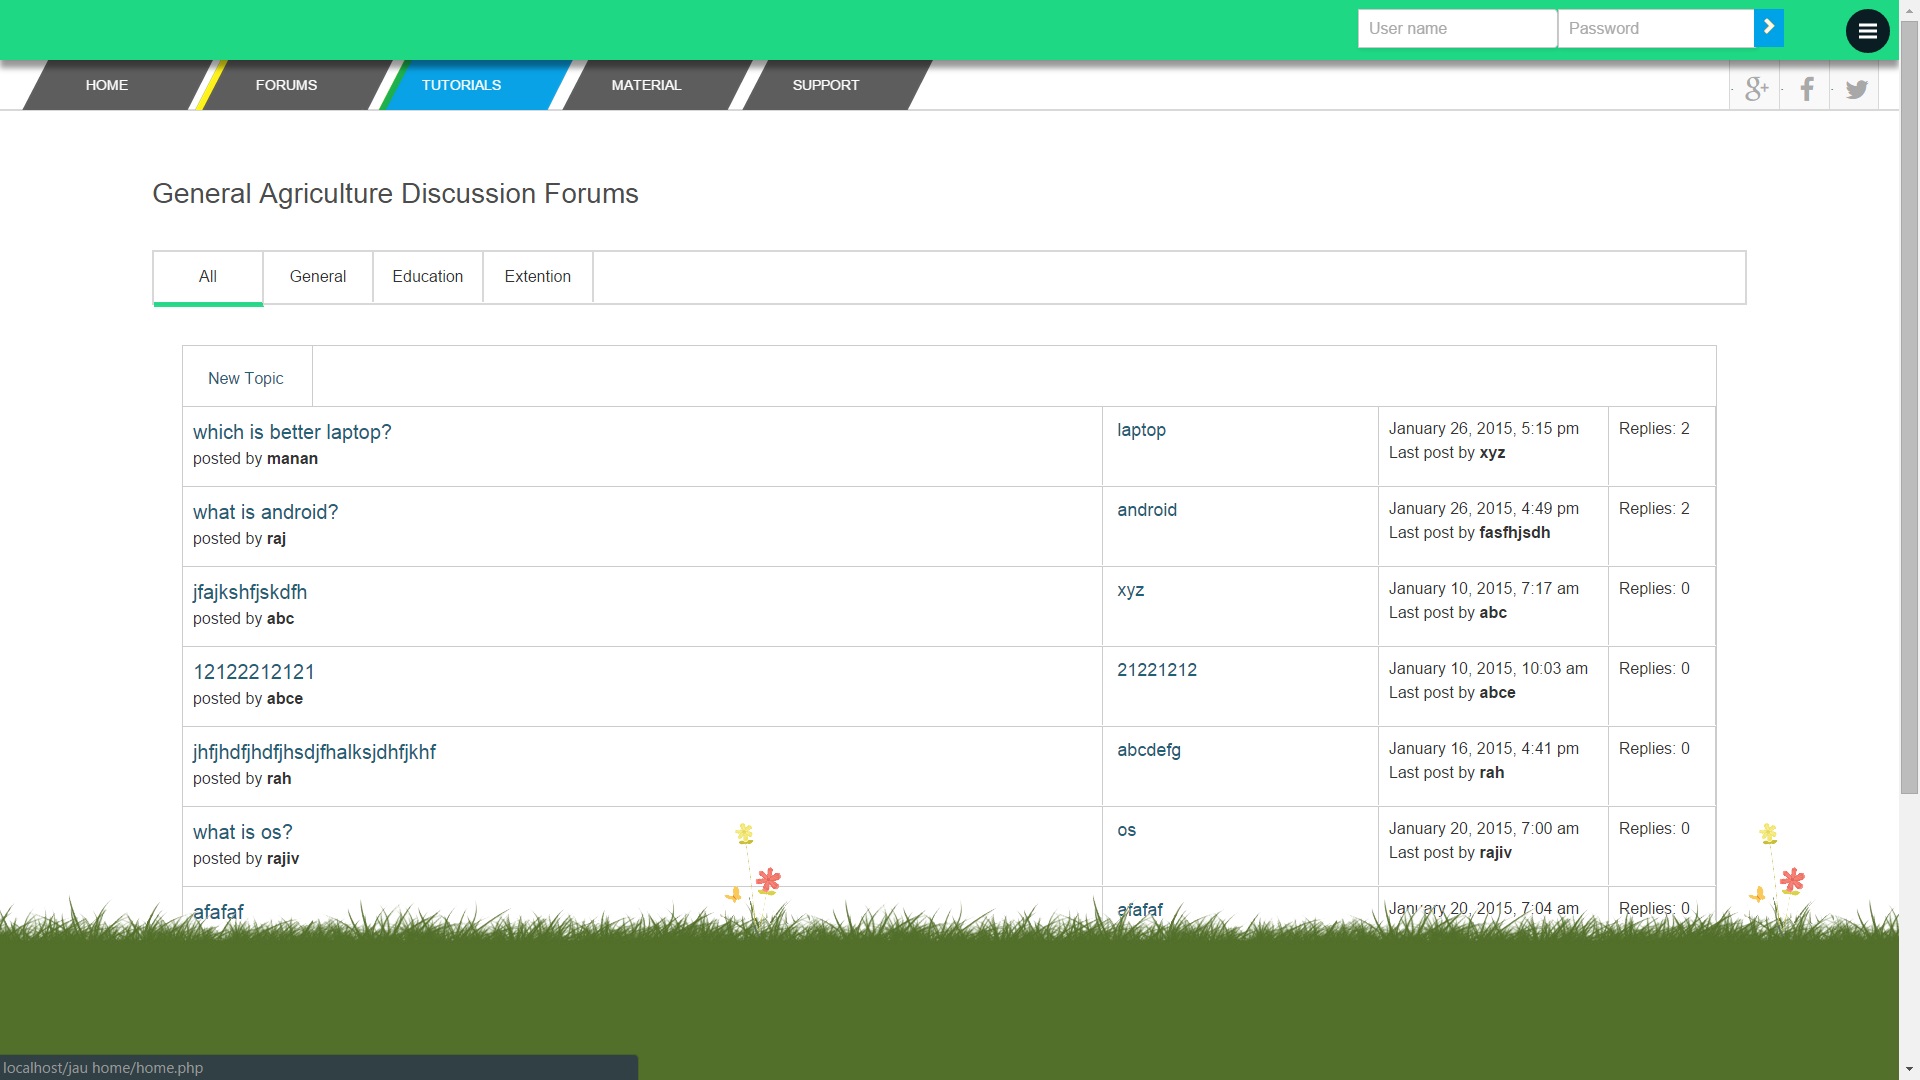 User name Password
HOME FORUMS TUTORIALS MATERIAL SUPPORT
General Agriculture Discussion Forums
All General Education Extention
New Topic
which is better laptop? laptop January 26, 2015, 5:15 pm Replies: 2
posted by manan Last post by xyz
what is android? android January 26, 2015, 4:49 pm Replies: 2
posted by raj Last post by fasfhjsdh
jfajkshfjskdfh xyz January 10, 2015, 7:17 am Replies: 0
posted by abc Last post by abc
12122212121 21221212 January 10, 2015, 10:03 am Replies: 0
posted by abce Last post by abce
jhfjhdfjhdfjhsdjfhalksjdhfjkhf abcdefg January 16, 2015, 4:41 pm Replies: 0
posted by rah Last post by rah
what is os? os January 20, 2015, 7:00 am Replies: 0
posted by rajiv Last post by rajiv
afafaf afafaf January 20, 2015, 7:04 am Replies: 0
localhost/jau home/home.php